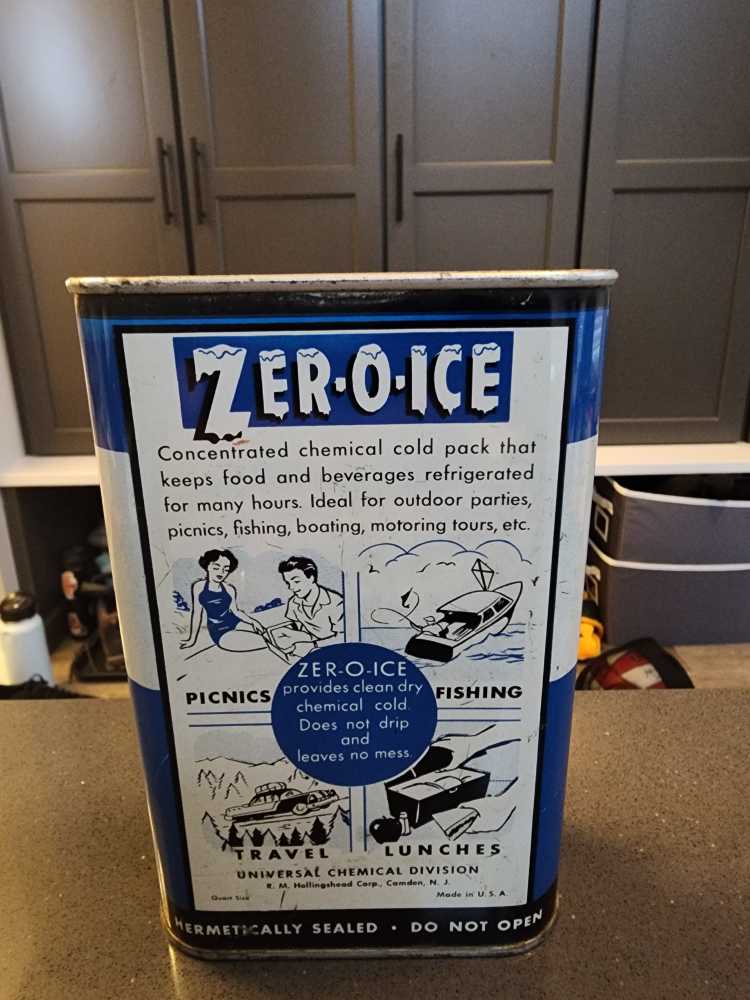 ZER·O·ICE
Concentrated chemical cold pack that
keeps food and beverages refrigerated
for many hours. Ideal for outdoor parties,
picnics, fishing, boating, motoring tours, etc.
ZER-O-ICE
provides clean dry
chemical cold.
Does not drip
and
leaves no mess.
PICNICS
FISHING
TRAVEL
LUNCHES
UNIVERSAL CHEMICAL DIVISION
R. M. Hollingshead Corp., Camden, N. J.
Quart Size
Made in U. S. A.
HERMETICALLY SEALED · DO NOT OPEN